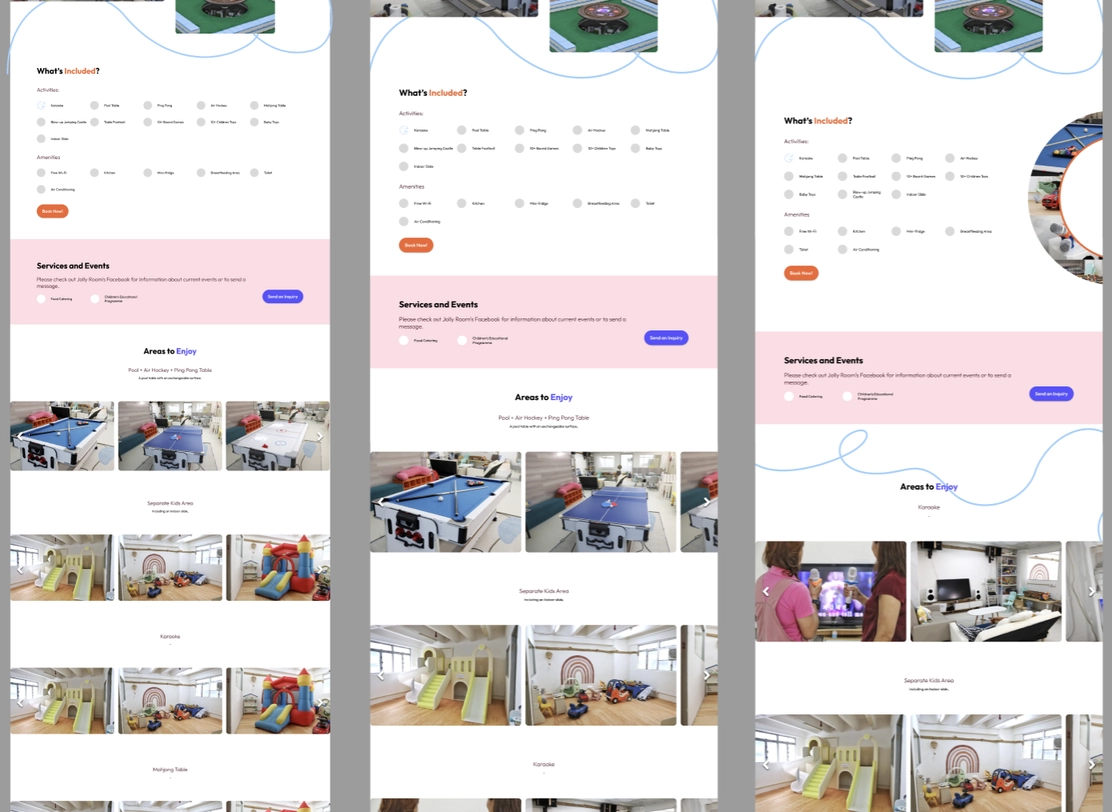 What's Included?
Activities:
Karaoke
Pool Table
Ping Pong
Air Hockey
Mahjong Table
Blow-up Jumping Castle
Table Football
10+ Board Games
10+ Children Toys
Baby Toys
Indoor Slide
Amenities
Free Wi-Fi
Kitchen
Mini-Fridge
Breastfeeding Area
Toilet
Air Conditioning
Book Now!
Services and Events
Please check out Jolly Room's Facebook for information about current events or to send a
message.
Food Catering
Children's Educational
Programme
Send an Inquiry
Areas to Enjoy
Pool + Air Hockey + Ping Pong Table
A pool table with an exchangeable surface.
Separate Kids Area
Including an indoor slide.
Karaoke
-
Mahjong Table
-
What's Included?
Activities:
Karaoke
Pool Table
Ping Pong
Air Hockey
Mahjong Table
Blow-up Jumping Castle
Table Football
10+ Board Games
10+ Children Toys
Baby Toys
Indoor Slide
Amenities
Free Wi-Fi
Kitchen
Mini-Fridge
Breastfeeding Area
Toilet
Air Conditioning
Book Now!
Services and Events
Please check out Jolly Room's Facebook for information about current events or to send a
message.
Food Catering
Children's Educational
Programme
Send an Inquiry
Areas to Enjoy
Pool + Air Hockey + Ping Pong Table
A pool table with an exchangeable surface.
Separate Kids Area
Including an indoor slide.
Karaoke
-
What's Included?
Activities:
Karaoke
Pool Table
Ping Pong
Air Hockey
Mahjong Table
Table Football
10+ Board Games
10+ Children Toys
Baby Toys
Blow-up Jumping
Castle
Indoor Slide
Amenities
Free Wi-Fi
Kitchen
Mini-Fridge
Breastfeeding Area
Toilet
Air Conditioning
Book Now!
Services and Events
Please check out Jolly Room's Facebook for information about current events or to send a
message.
Food Catering
Children's Educational
Programme
Send an Inquiry
Areas to Enjoy
Karaoke
-
Separate Kids Area
Including an indoor slide.